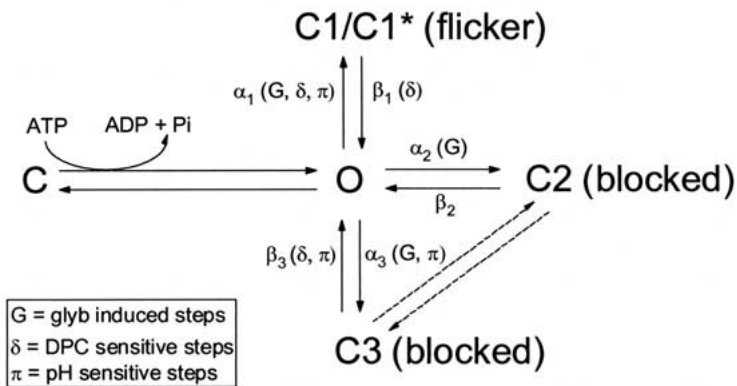 C1/C1* (flicker)
α₁ (G, δ, π)
β₁ (δ)
ATP
ADP + Pi
C
O
α₂ (G)
β₂
C2 (blocked)
β₃ (δ, π)
α₃ (G, π)
C3 (blocked)
G = glyb induced steps
δ = DPC sensitive steps
π = pH sensitive steps